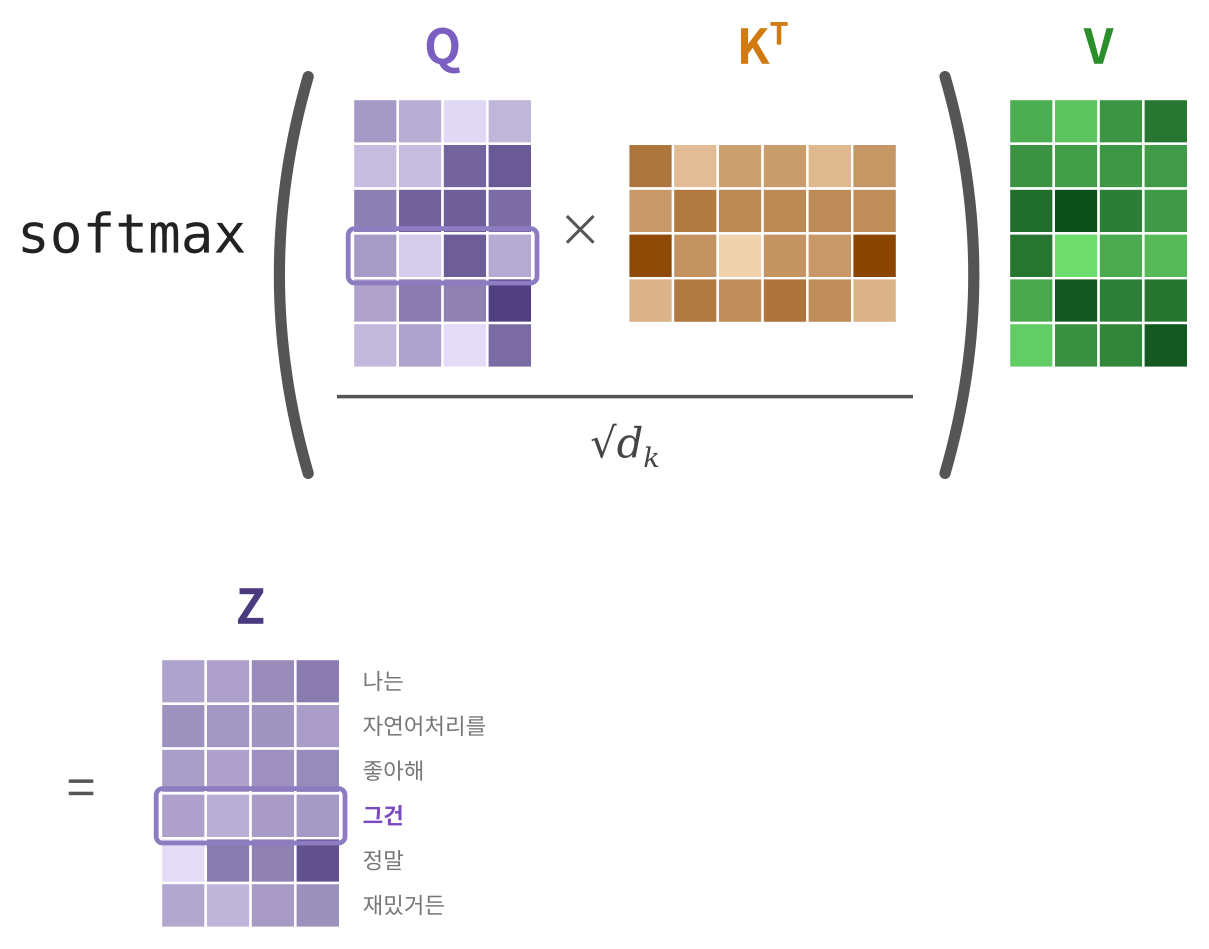 Q
Kᵀ
V
softmax
×
√dₖ
Z
나는
자연어처리를
좋아해
=
그건
정말
재밌거든